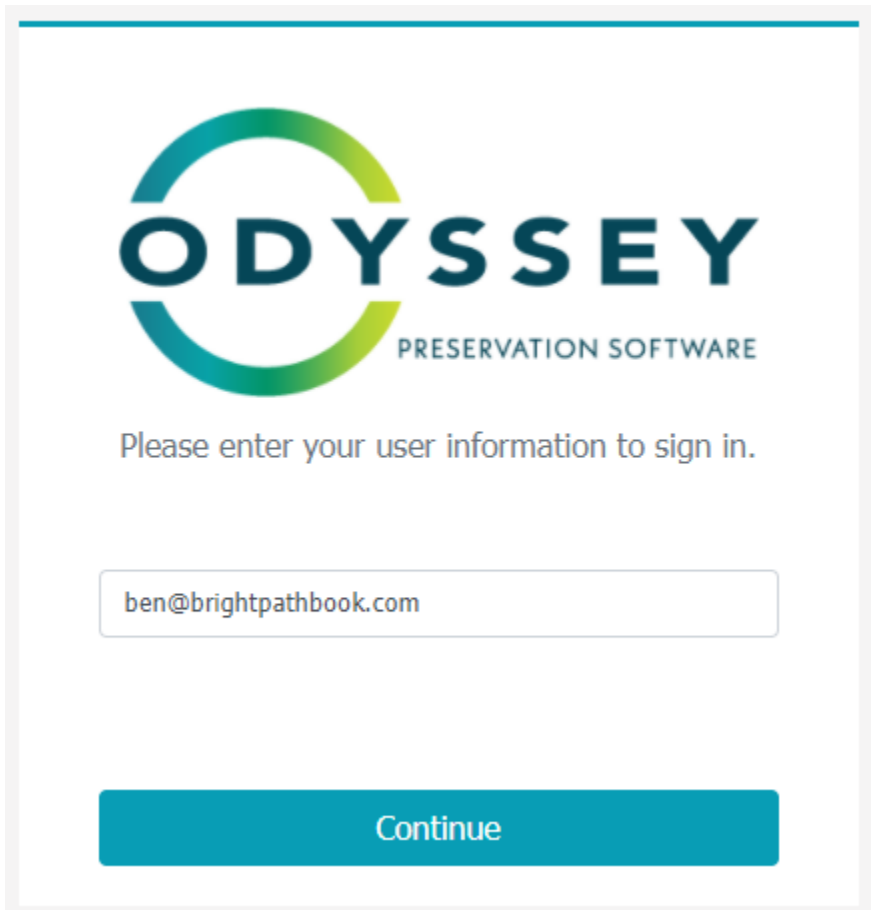 ODYSSEY
PRESERVATION SOFTWARE
Please enter your user information to sign in.
ben@brightpathbook.com
Continue